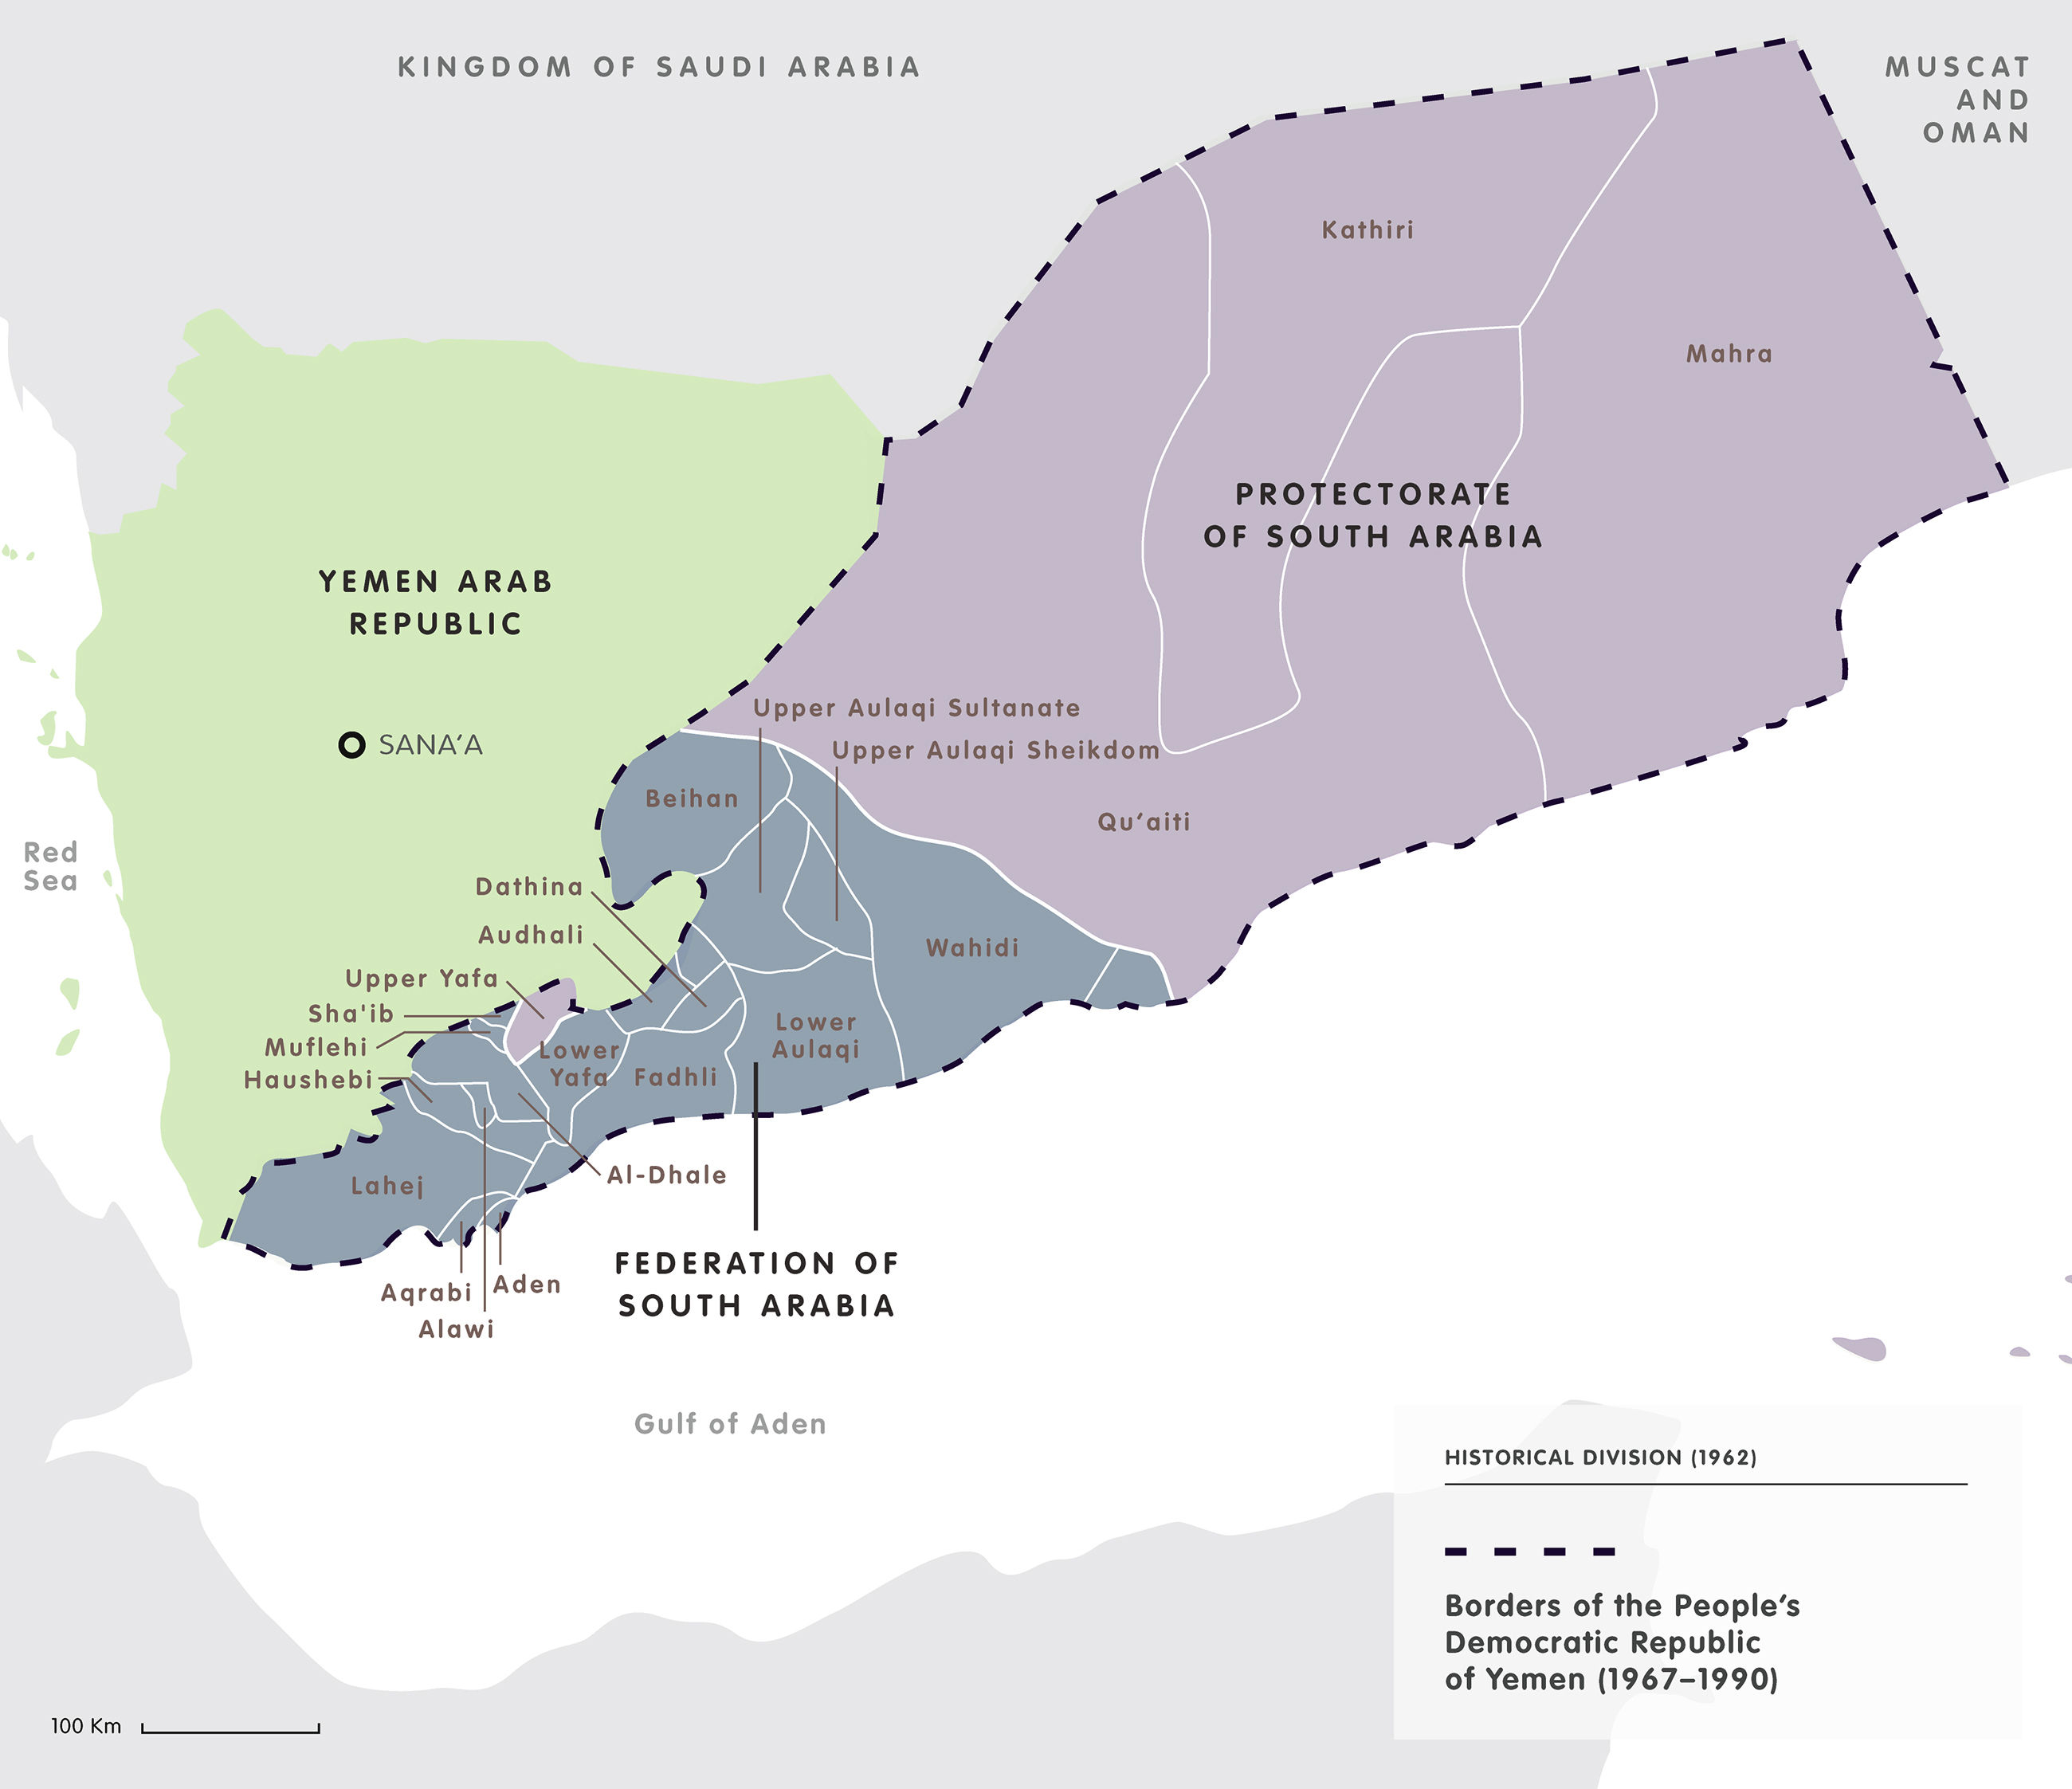 KINGDOM OF SAUDI ARABIA
MUSCAT
AND
OMAN
Kathiri
Mahra
PROTECTORATE
OF SOUTH ARABIA
YEMEN ARAB
REPUBLIC
SANA’A
Upper Aulaqi Sultanate
Upper Aulaqi Sheikdom
Beihan
Qu’aiti
Red
Sea
Dathina
Audhali
Wahidi
Upper Yafa
Sha'ib
Muflehi
Haushebi
Lower
Yafa
Fadhli
Lower
Aulaqi
Lahej
Al-Dhale
Aqrabi
Aden
Alawi
FEDERATION OF
SOUTH ARABIA
Gulf of Aden
HISTORICAL DIVISION (1962)
Borders of the People’s
Democratic Republic
of Yemen (1967–1990)
100 Km